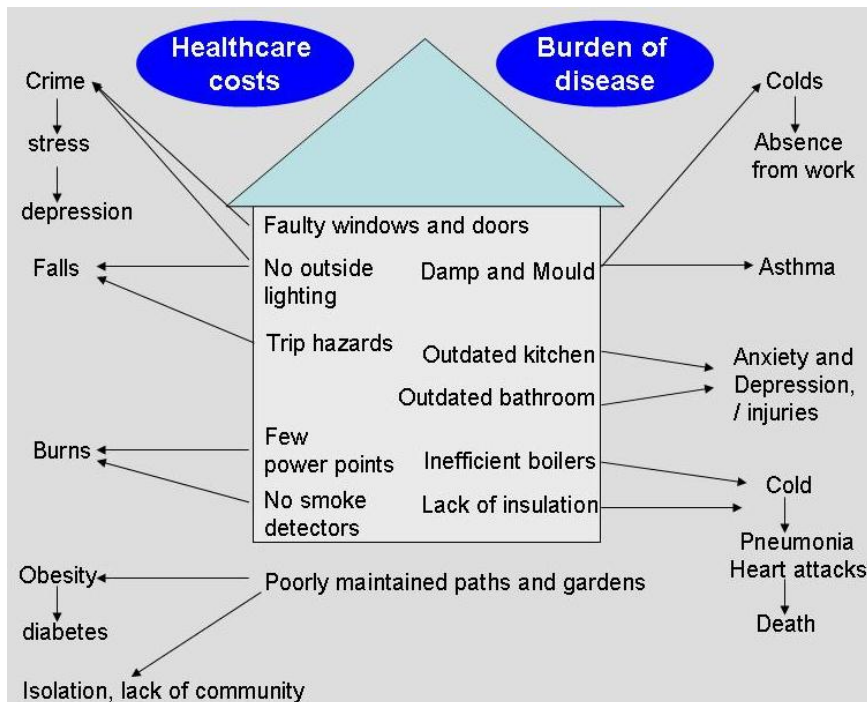 Healthcare
costs
Burden of
disease
Crime
stress
depression
Falls
Burns
Obesity
diabetes
Isolation, lack of community
Faulty windows and doors
No outside
lighting
Trip hazards
Few
power points
No smoke
detectors
Damp and Mould
Outdated kitchen
Outdated bathroom
Inefficient boilers
Lack of insulation
Poorly maintained paths and gardens
Colds
Absence
from work
Asthma
Anxiety and
Depression,
/ injuries
Cold
Pneumonia
Heart attacks
Death